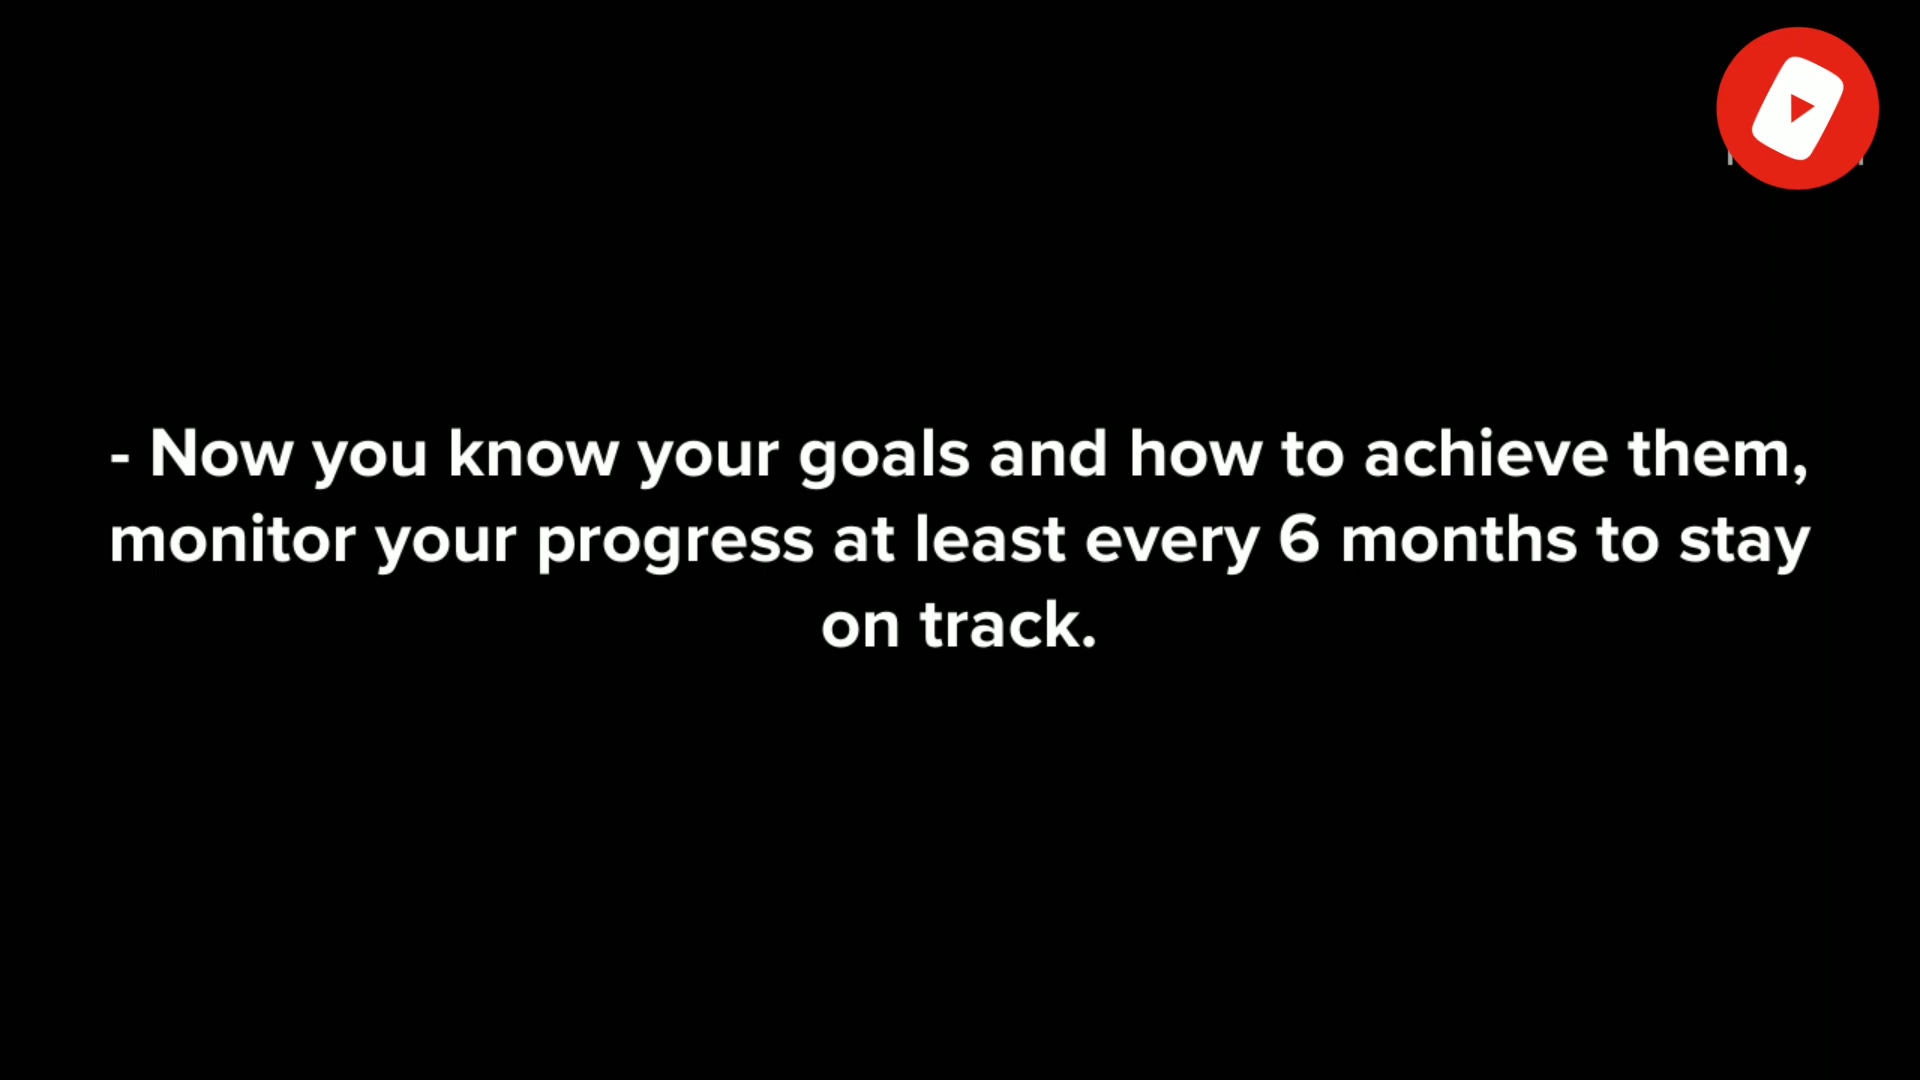 - Now you know your goals and how to achieve them,
monitor your progress at least every 6 months to stay
on track.